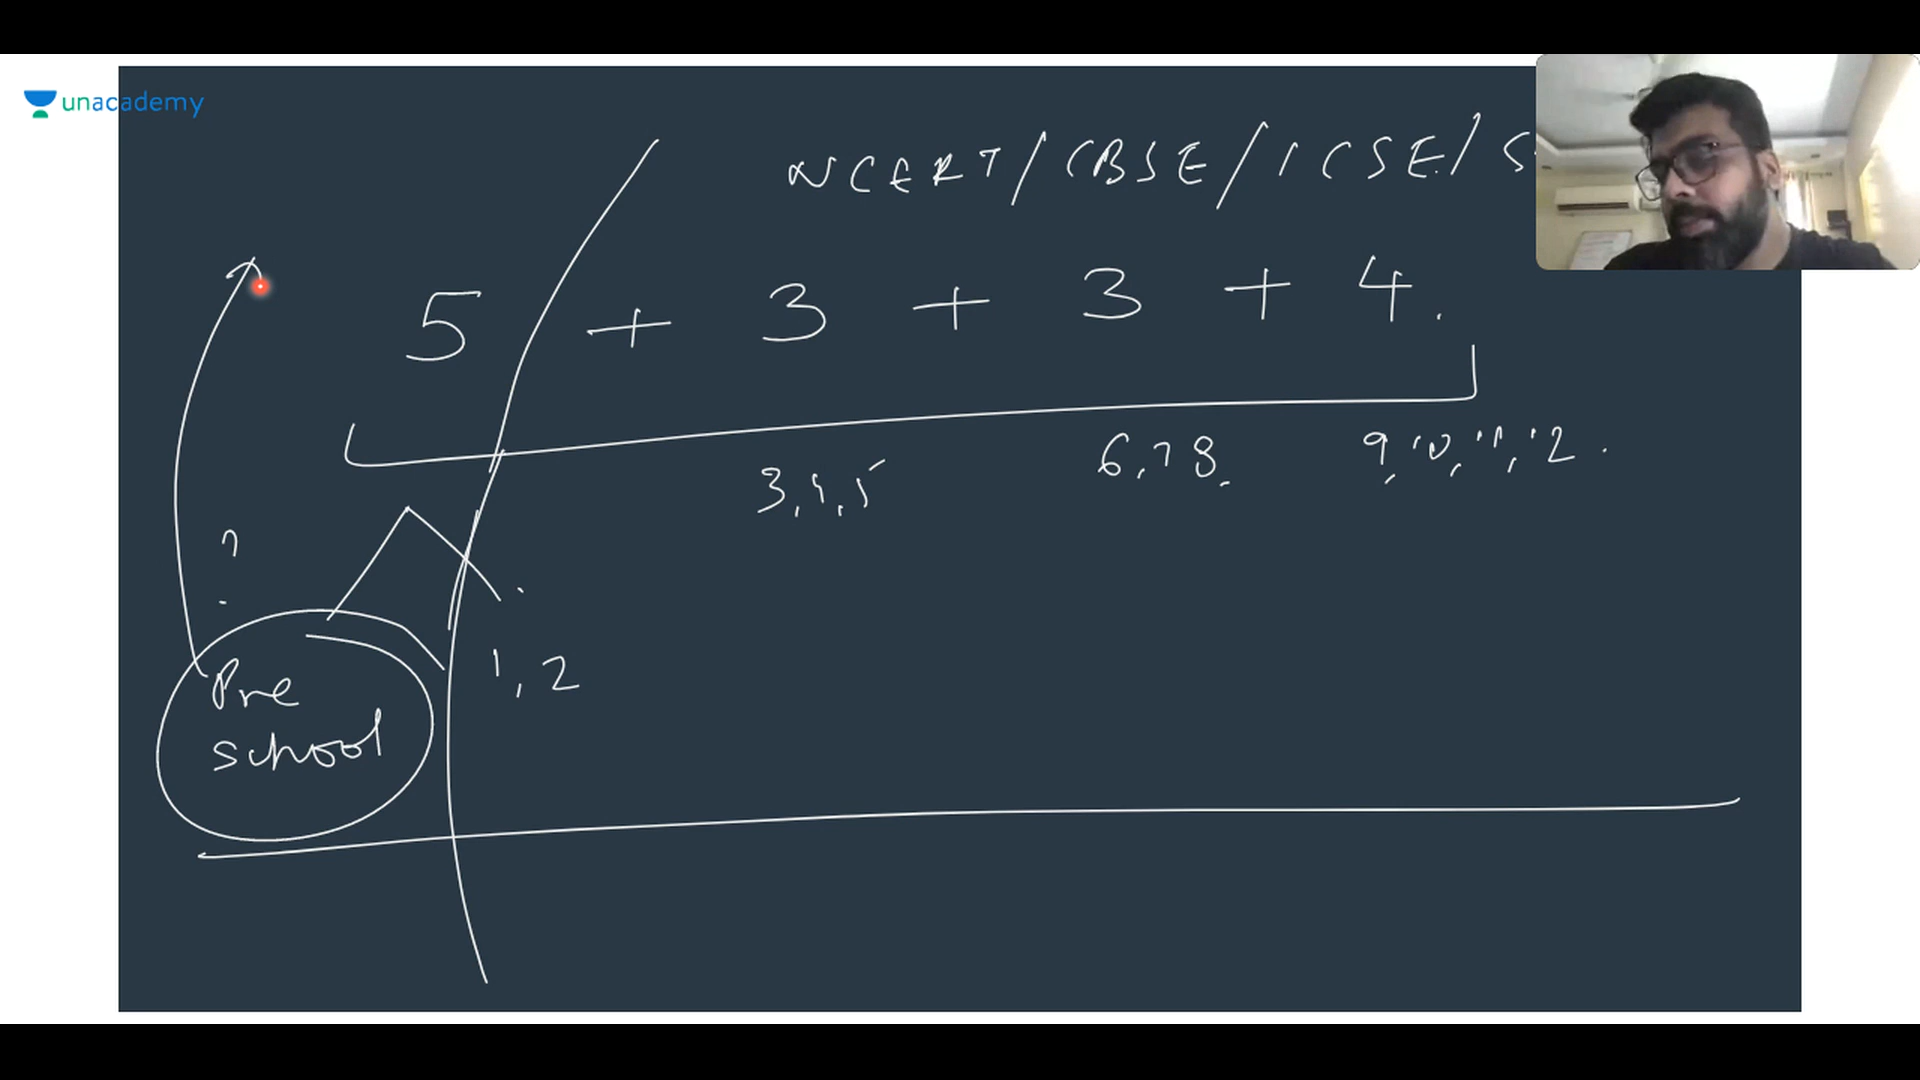 unacademy
NCERT/CBSE/ICSE/S
5 + 3 + 3 + 4.
3,4,5 6,7 8. 9,10,11,12.
?
1,2
Pre
school